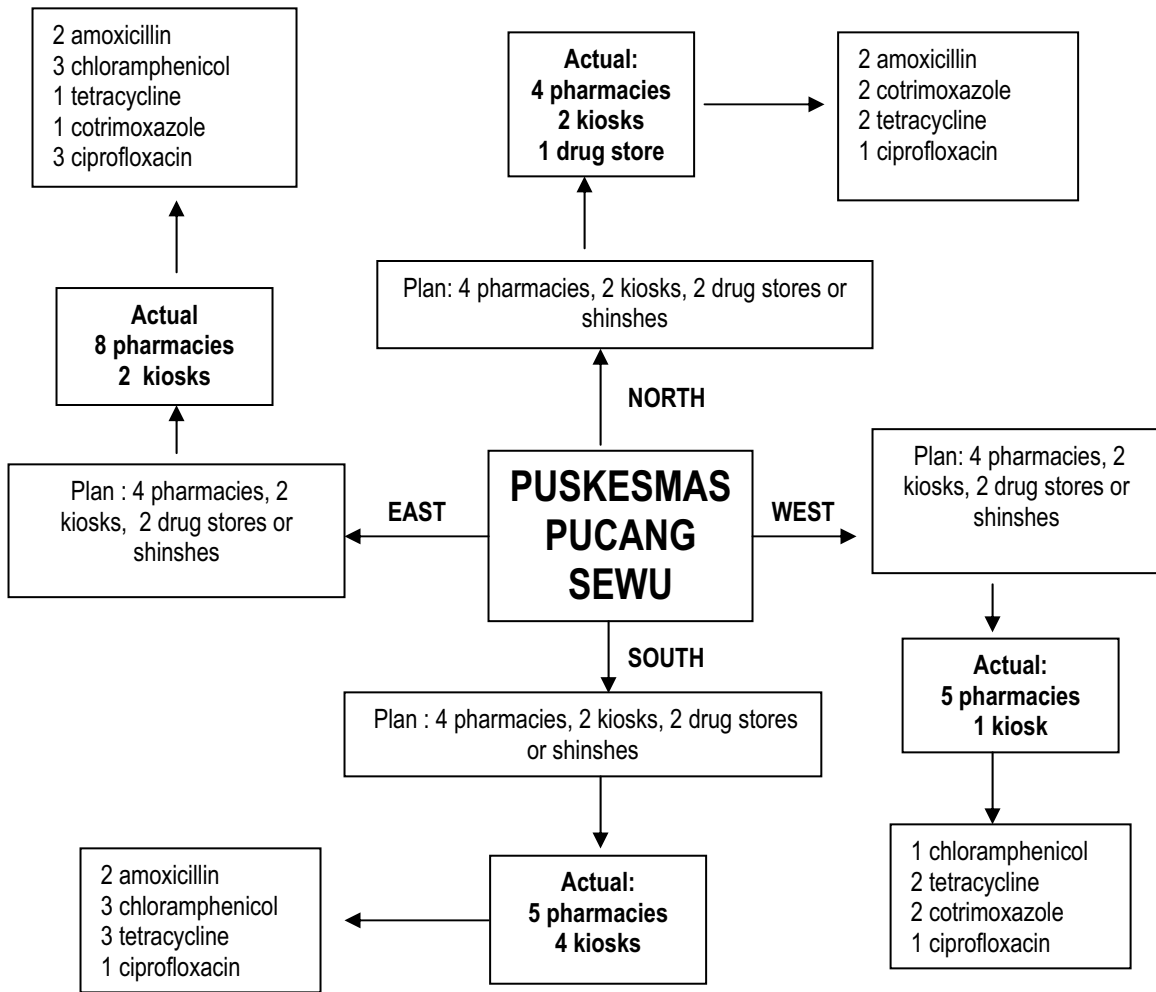 2 amoxicillin
3 chloramphenicol
1 tetracycline
1 cotrimoxazole
3 ciprofloxacin
Actual:
4 pharmacies
2 kiosks
1 drug store
2 amoxicillin
2 cotrimoxazole
2 tetracycline
1 ciprofloxacin
Plan: 4 pharmacies, 2 kiosks, 2 drug stores or
shinshes
Actual
8 pharmacies
2 kiosks
NORTH
Plan : 4 pharmacies, 2
kiosks, 2 drug stores or
shinshes
EAST
PUSKESMAS
PUCANG
SEWU
WEST
Plan: 4 pharmacies, 2
kiosks, 2 drug stores or
shinshes
SOUTH
Plan : 4 pharmacies, 2 kiosks, 2 drug stores
or shinshes
Actual:
5 pharmacies
1 kiosk
2 amoxicillin
3 chloramphenicol
3 tetracycline
1 ciprofloxacin
Actual:
5 pharmacies
4 kiosks
1 chloramphenicol
2 tetracycline
2 cotrimoxazole
1 ciprofloxacin